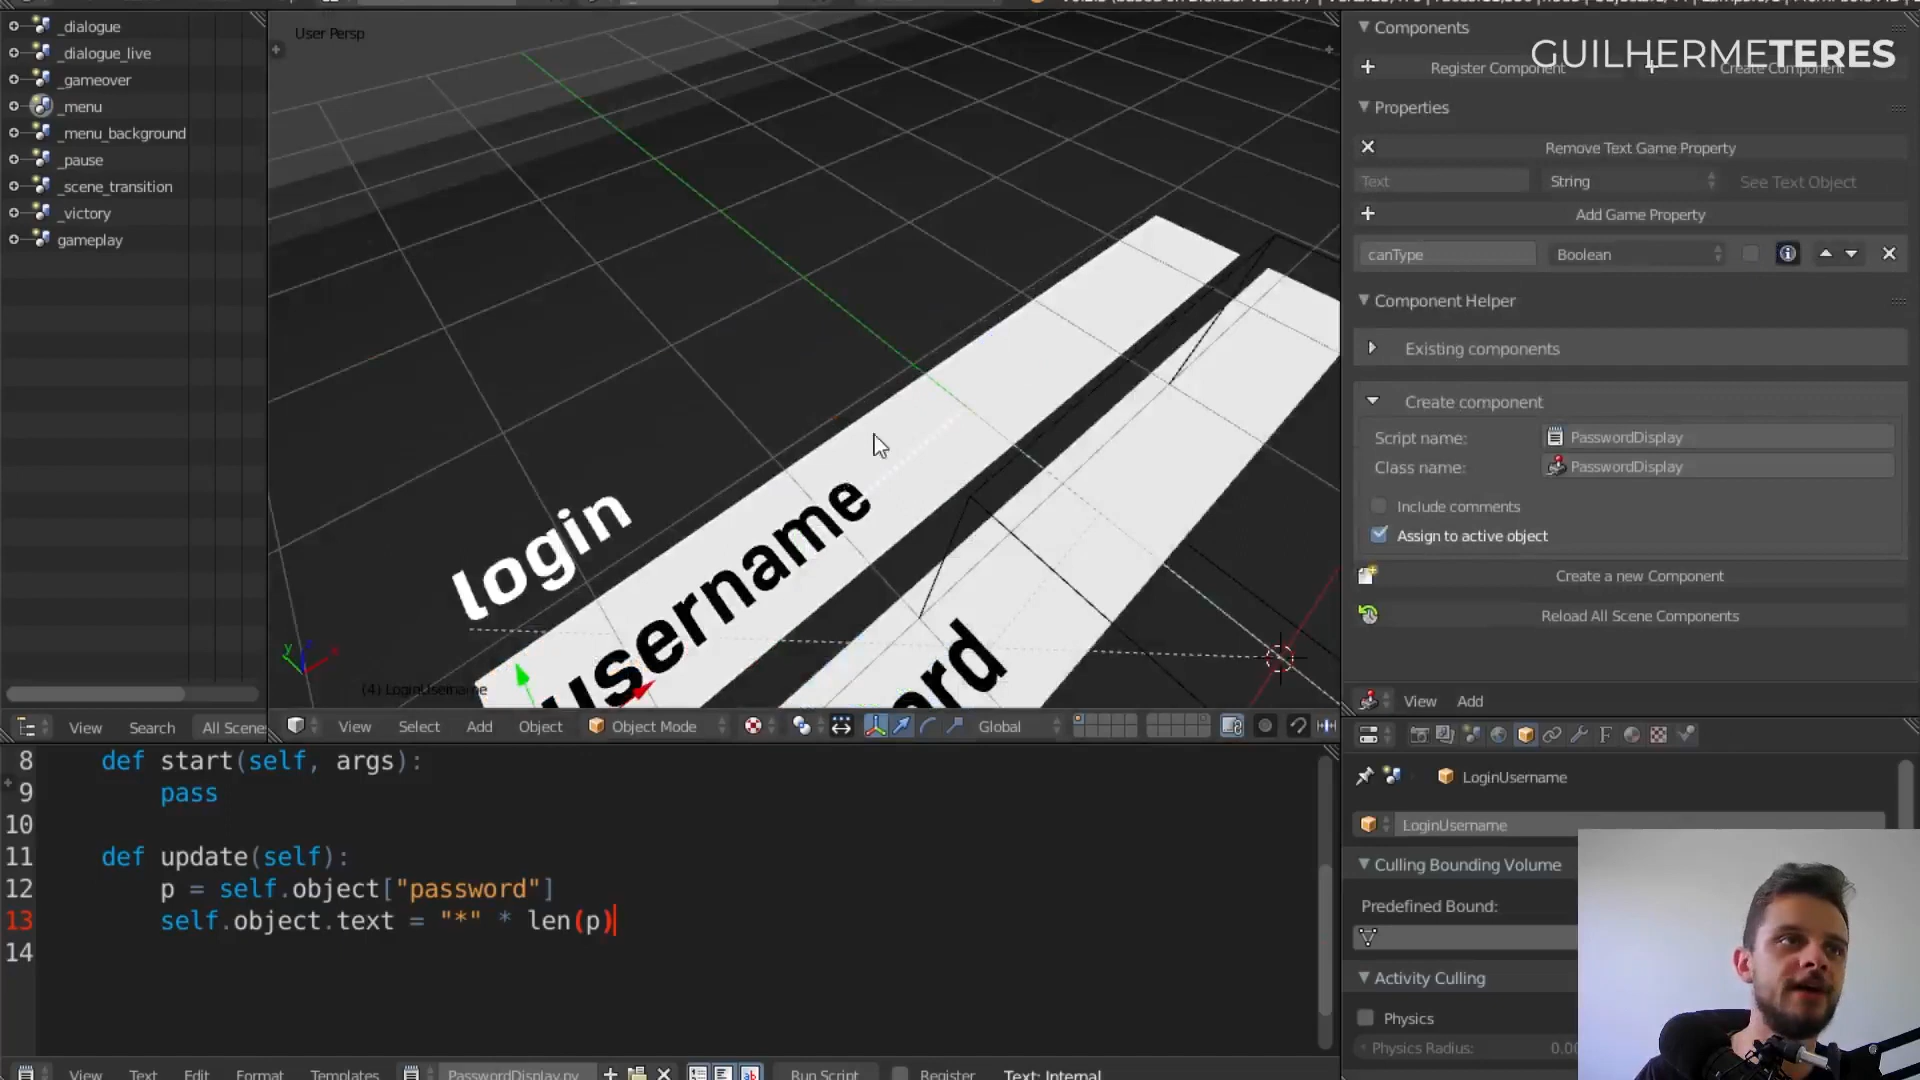 _dialogue
_dialogue_live
_gameover
_menu
_menu_background
_pause
_scene_transition
_victory
gameplay
View Search All Scene
User Persp
login
username
ord
(4) LoginUsername
View Select Add Object Object Mode Global
8 def start(self, args):
9 pass
10
11 def update(self):
12 p = self.object["password"]
13 self.object.text = "*" * len(p)
14
View Text Edit Format Templates PasswordDisplay.py Run Script Register Text: Internal
GUILHERMETERES
Components
Register Component Create Component
Properties
Remove Text Game Property
Text String See Text Object
Add Game Property
canType Boolean
Component Helper
Existing components
Create component
Script name: PasswordDisplay
Class name: PasswordDisplay
Include comments
Assign to active object
Create a new Component
Reload All Scene Components
View Add
LoginUsername
LoginUsername
Culling Bounding Volume
Predefined Bound:
Activity Culling
Physics
Physics Radius: 0.0